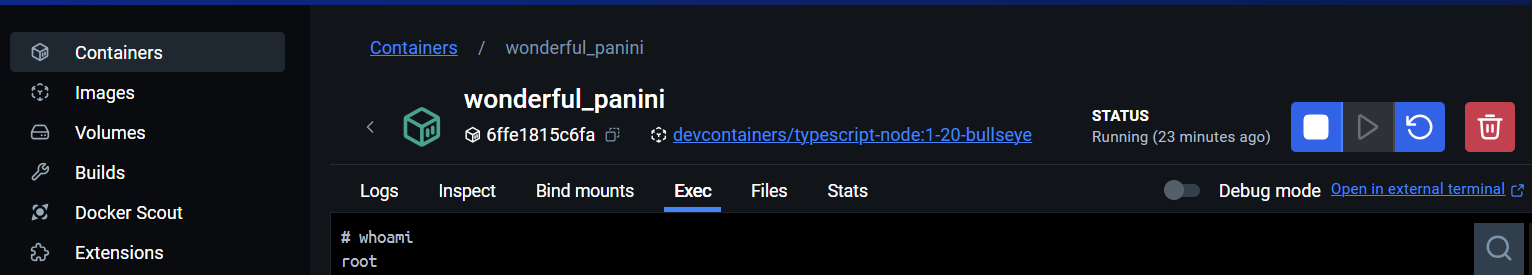 Containers
Images
Volumes
Builds
Docker Scout
Extensions
Containers / wonderful_panini
wonderful_panini
6ffe1815c6fa devcontainers/typescript-node:1-20-bullseye
STATUS
Running (23 minutes ago)
Logs Inspect Bind mounts Exec Files Stats
Debug mode Open in external terminal
# whoami
root